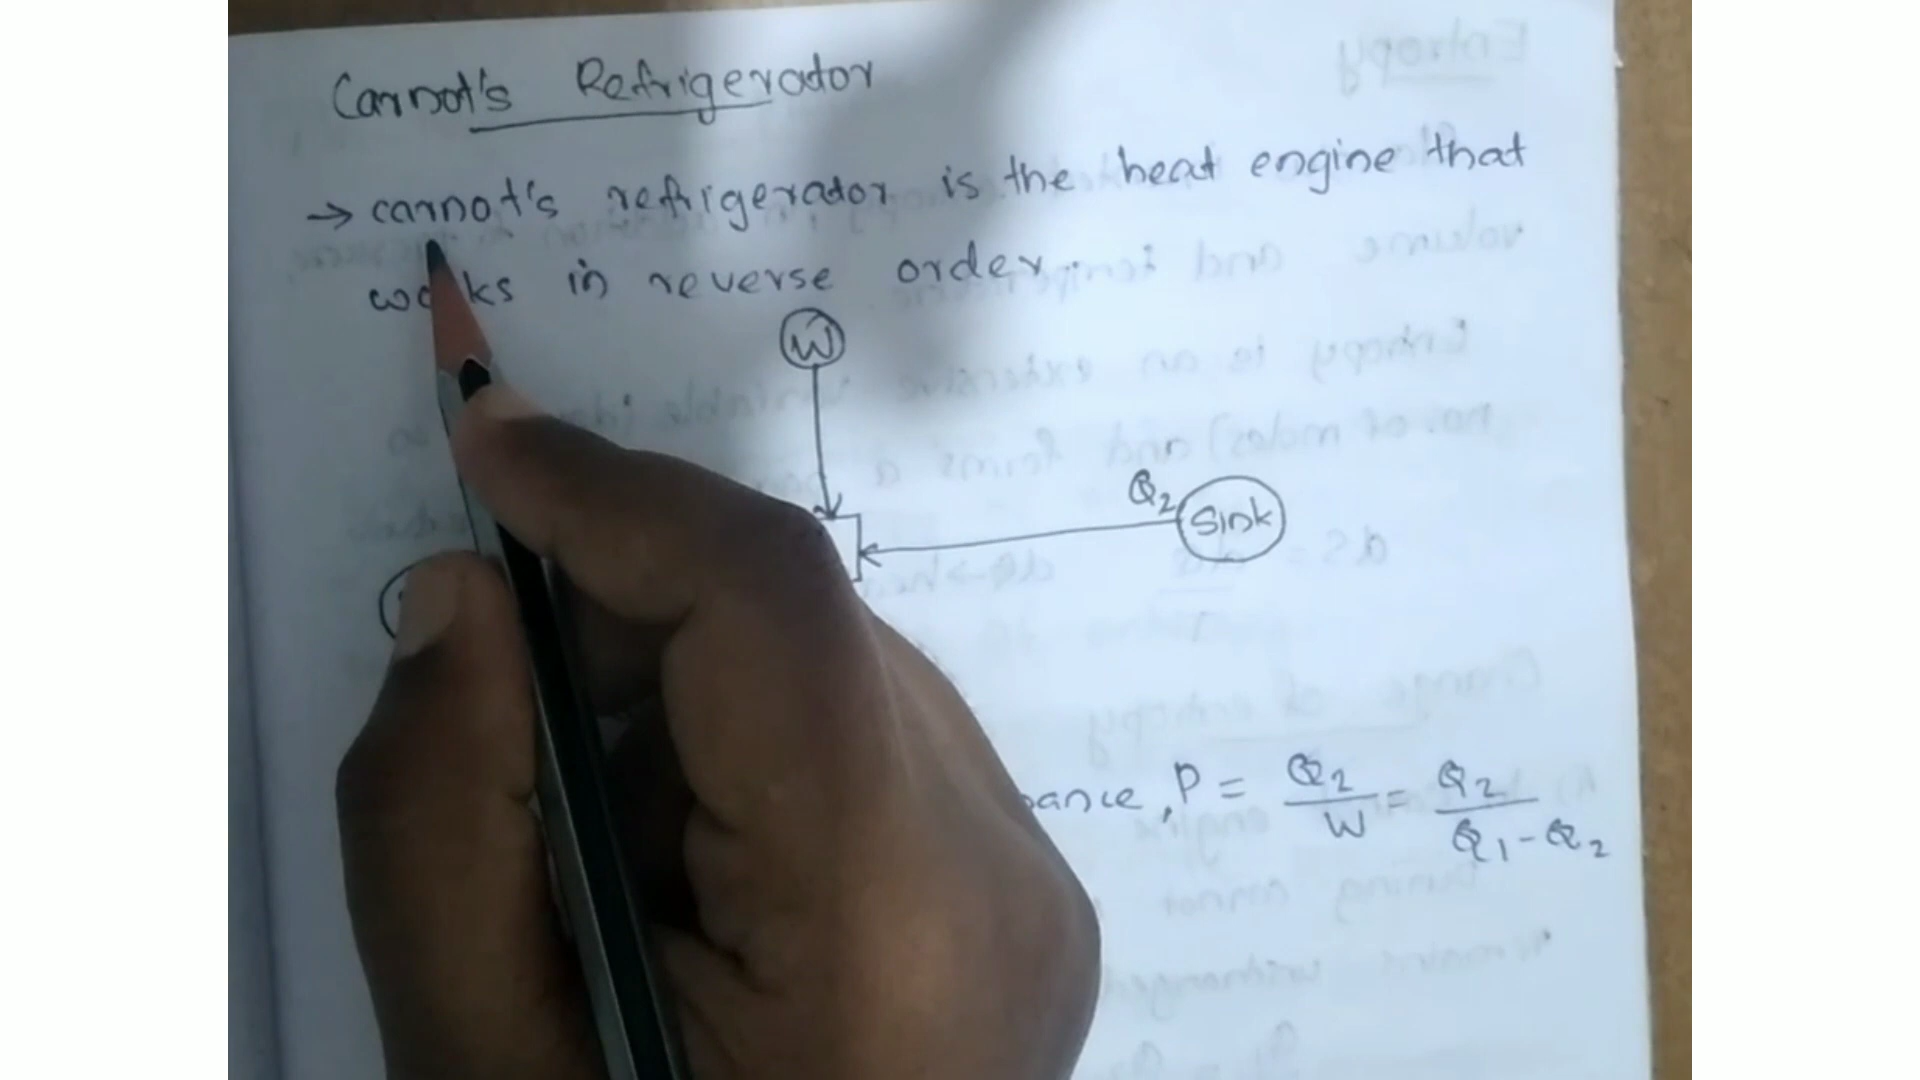 Carnot's Refrigerator
→ carnot's refrigerator is the heat engine that
works in reverse order.
W
Q2 Sink
P = Q2/W = Q2/Q1-Q2